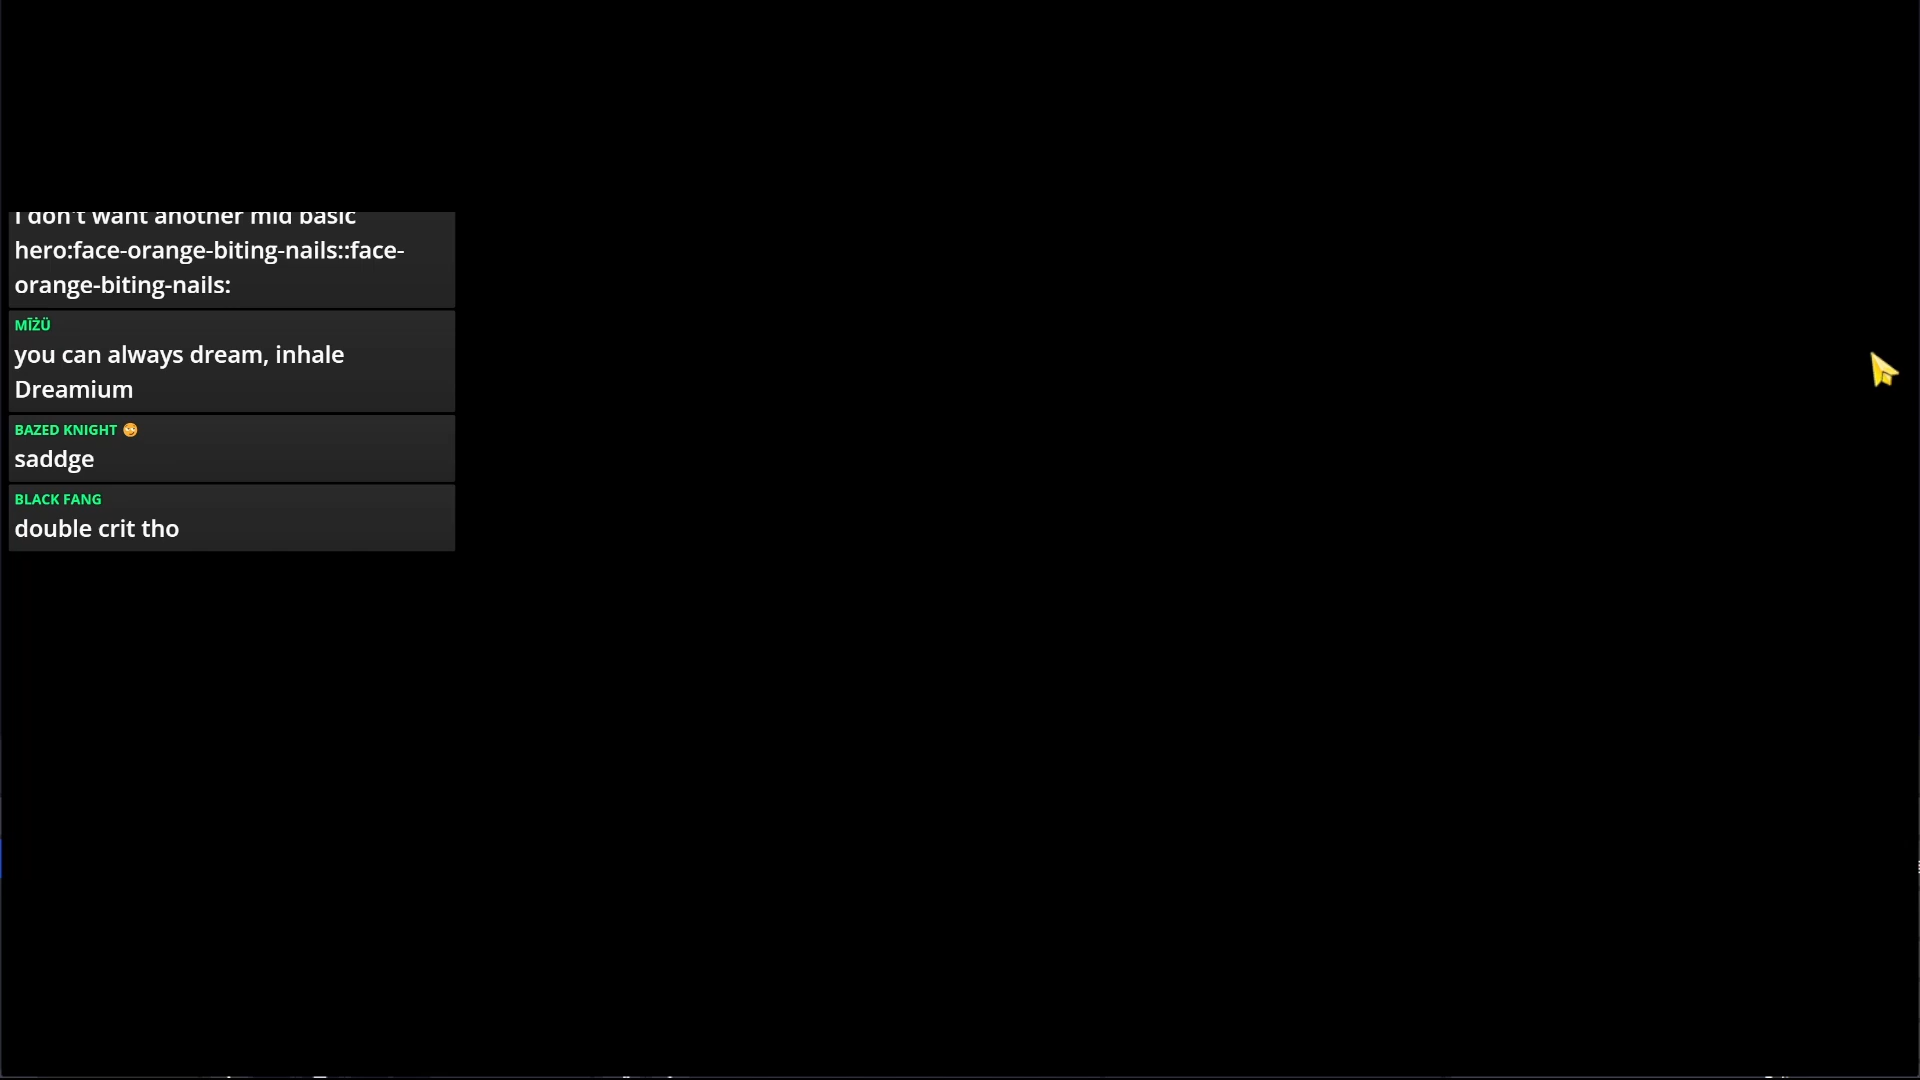 I don't want another mid basic
hero:face-orange-biting-nails::face-
orange-biting-nails:
MĪŻÜ
you can always dream, inhale
Dreamium
BAZED KNIGHT
saddge
BLACK FANG
double crit tho